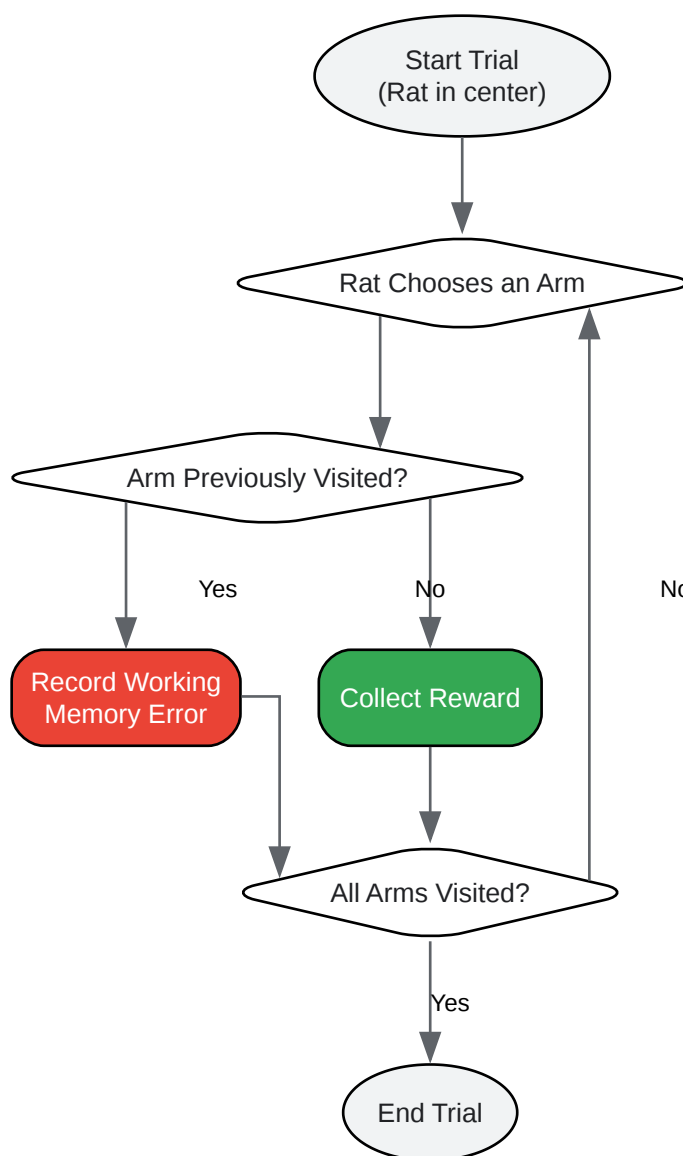 Start Trial
(Rat in center)
Rat Chooses an Arm
Arm Previously Visited?
Yes
No
No
Record Working
Memory Error
Collect Reward
All Arms Visited?
Yes
End Trial